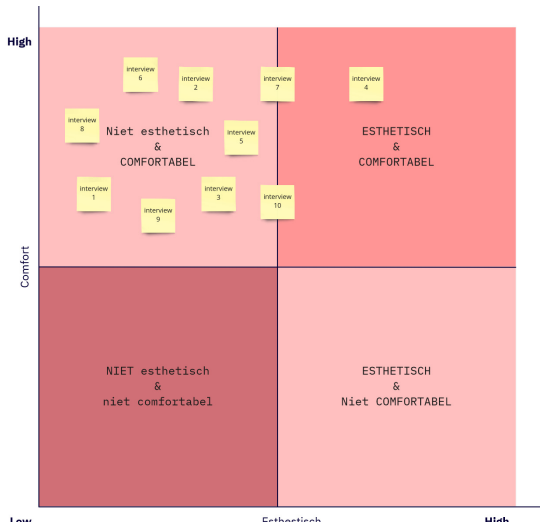 High
interview
6
interview
2
interview
7
interview
4
interview
8
Niet esthetisch
&
COMFORTABEL
interview
5
ESTHETISCH
&
COMFORTABEL
interview
1
interview
9
interview
3
interview
10
Comfort
NIET esthetisch
&
niet comfortabel
ESTHETISCH
&
Niet COMFORTABEL
Low
Esthestisch
High